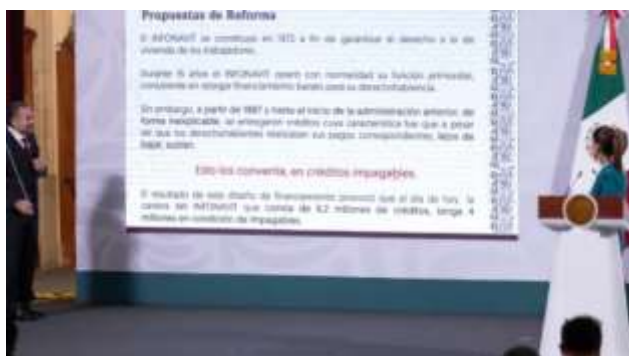 Propuestas de Reforma
El INFONAVIT se constituyó en 1972 a fin de garantizar el derecho a la de
vivienda de los trabajadores.
Durante 15 años el INFONAVIT operó con normalidad su función primordial,
consistente en otorgar financiamiento barato para su derechohabiencia.
Sin embargo, a partir de 1987 y hasta el inicio de la administración anterior, de
forma inexplicable, se entregaron créditos cuya característica fue que a pesar
de que los derechohabientes realizaban sus pagos correspondientes, lejos de
bajar, subían.
Esto los convertía, en créditos impagables.
El resultado de este diseño de financiamiento provocó que al día de hoy, la
cartera del INFONAVIT que consta de 6.2 millones de créditos, tenga 4
millones en condición de impagables.